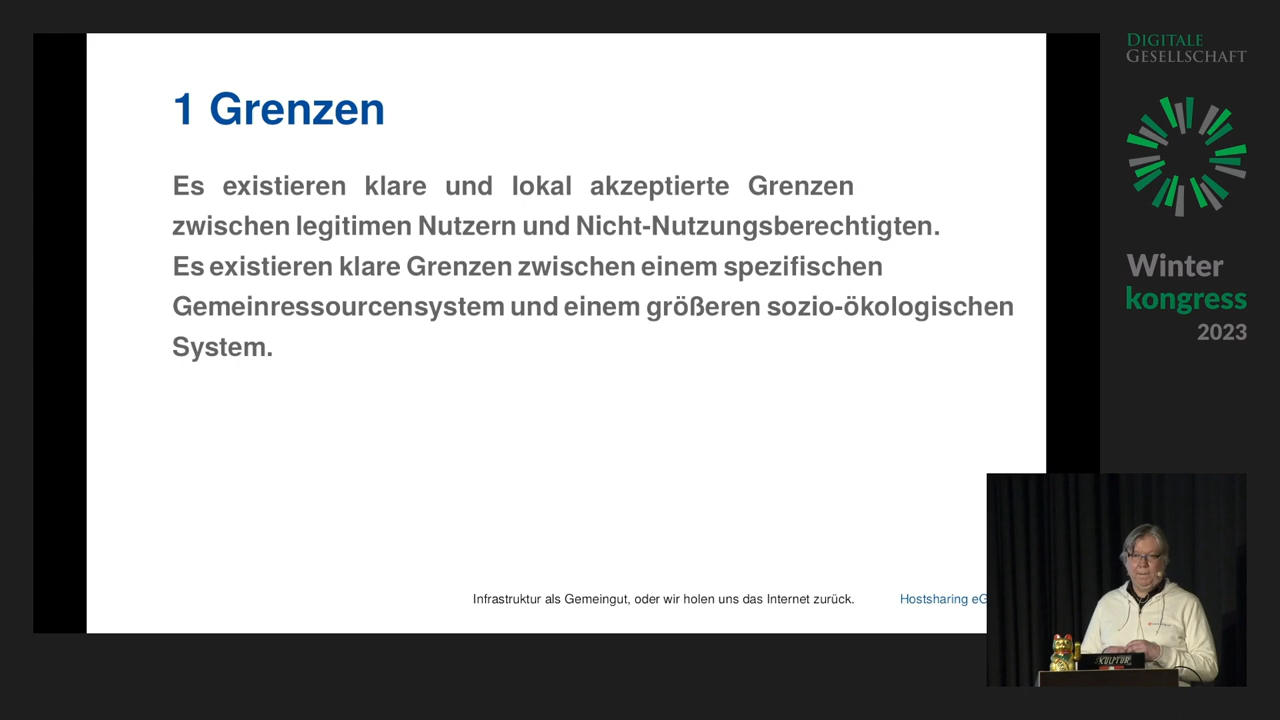 1 Grenzen
Es existieren klare und lokal akzeptierte Grenzen
zwischen legitimen Nutzern und Nicht-Nutzungsberechtigten.
Es existieren klare Grenzen zwischen einem spezifischen
Gemeinressourcensystem und einem größeren sozio-ökologischen
System.
Infrastruktur als Gemeingut, oder wir holen uns das Internet zurück.
Hostsharing eG
DIGITALE
GESELLSCHAFT
Winter
kongress
2023
SKULPTUR